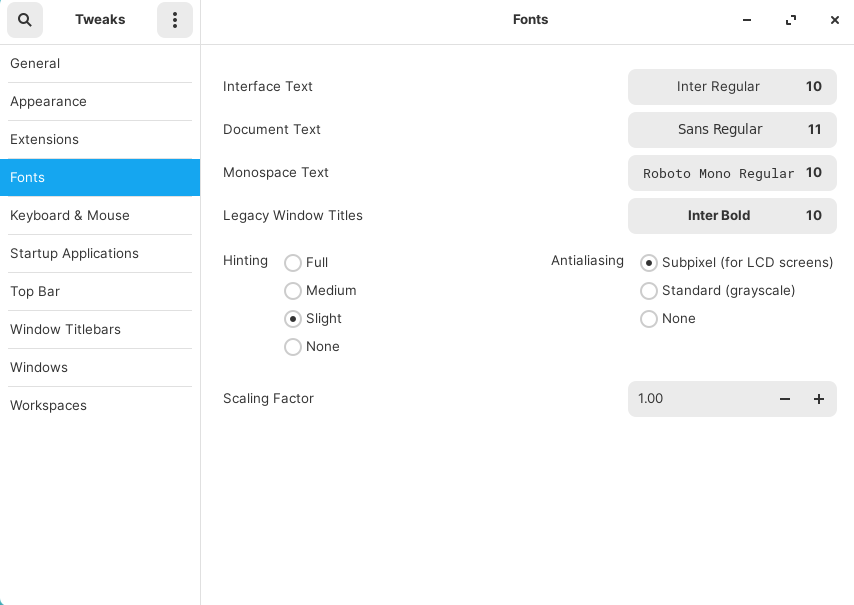 Tweaks
Fonts
General
Appearance
Extensions
Fonts
Keyboard & Mouse
Startup Applications
Top Bar
Window Titlebars
Windows
Workspaces
Interface Text Inter Regular 10
Document Text Sans Regular 11
Monospace Text Roboto Mono Regular 10
Legacy Window Titles Inter Bold 10
Hinting
Full
Medium
Slight
None
Antialiasing
Subpixel (for LCD screens)
Standard (grayscale)
None
Scaling Factor 1.00